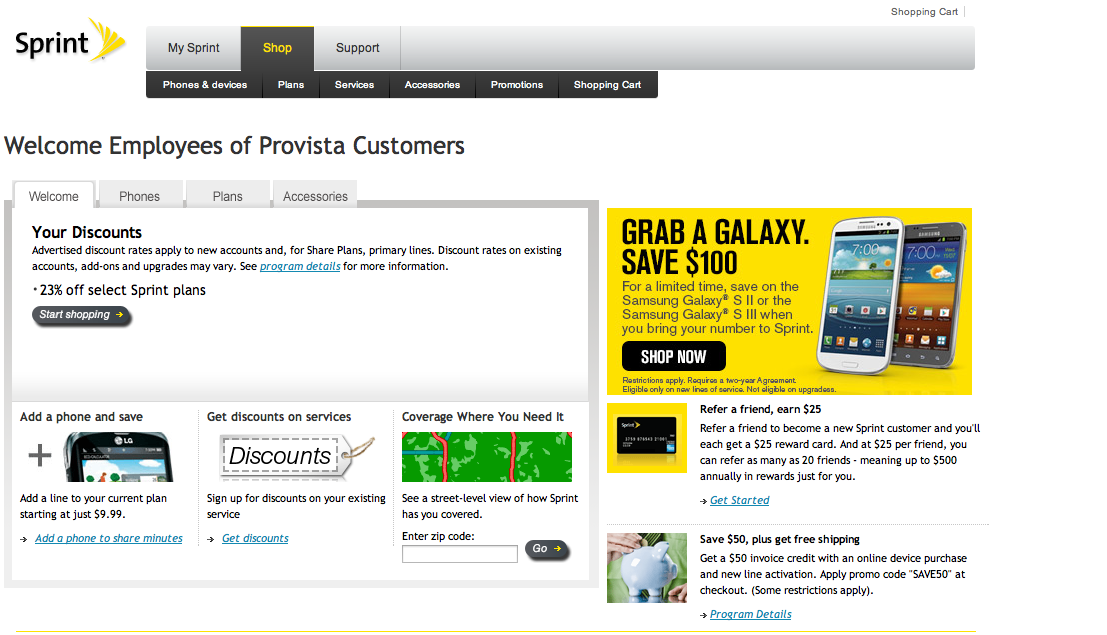 Shopping Cart
Sprint
My Sprint
Shop
Support
Phones & devices
Plans
Services
Accessories
Promotions
Shopping Cart
Welcome Employees of Provista Customers
Welcome
Phones
Plans
Accessories
Your Discounts
Advertised discount rates apply to new accounts and, for Share Plans, primary lines. Discount rates on existing
accounts, add-ons and upgrades may vary. See program details for more information.
· 23% off select Sprint plans
Start shopping
GRAB A GALAXY.
SAVE $100
For a limited time, save on the
Samsung Galaxy® S II or the
Samsung Galaxy® S III when
you bring your number to Sprint.
SHOP NOW
Restrictions apply. Requires a two-year Agreement.
Eligible only on new lines of service. Not eligible on upgradess.
Add a phone and save
LG
Add a line to your current plan
starting at just $9.99.
Add a phone to share minutes
Get discounts on services
Discounts
Sign up for discounts on your existing
service
Get discounts
Coverage Where You Need It
See a street-level view of how Sprint
has you covered.
Enter zip code:
Go
Sprint
Refer a friend, earn $25
Refer a friend to become a new Sprint customer and you'll
each get a $25 reward card. And at $25 per friend, you
can refer as many as 20 friends - meaning up to $500
annually in rewards just for you.
Get Started
Save $50, plus get free shipping
Get a $50 invoice credit with an online device purchase
and new line activation. Apply promo code "SAVE50" at
checkout. (Some restrictions apply).
Program Details